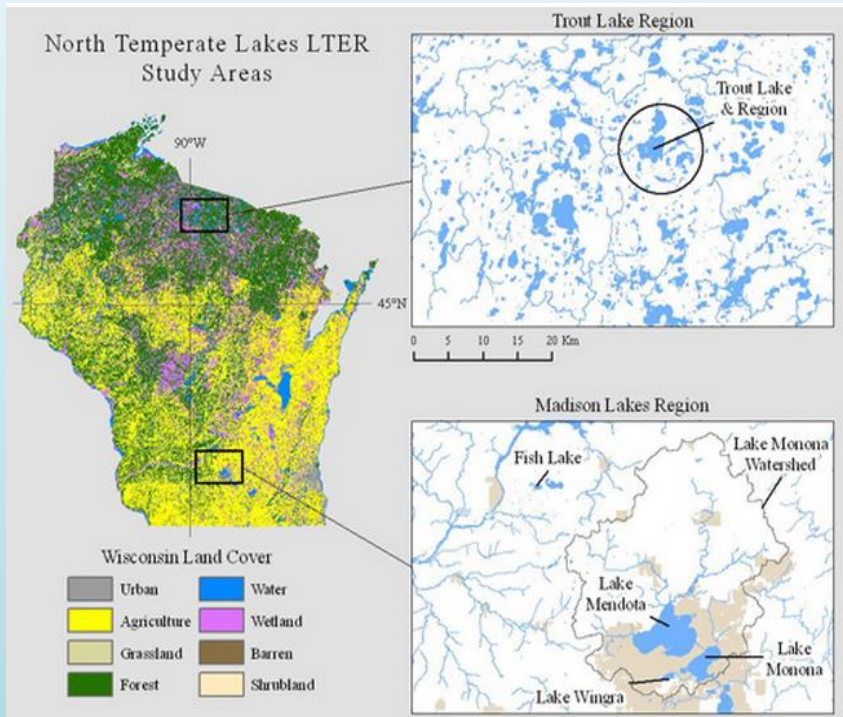 North Temperate Lakes LTER
Study Areas
90°W
45°N
Trout Lake Region
Trout Lake
& Region
0 5 10 20 Km
Madison Lakes Region
Fish Lake
Lake Monona
Watershed
Lake
Mendota
Lake
Monona
Lake Wingra
Wisconsin Land Cover
Urban
Water
Agriculture
Wetland
Grassland
Barren
Forest
Shrubland